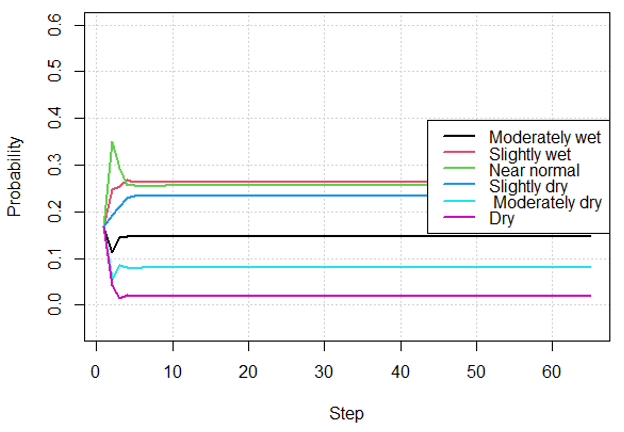 0.6
0.5
0.4
0.3
0.2
0.1
0.0
Probability
Moderately wet
Slightly wet
Near normal
Slightly dry
Moderately dry
Dry
0 10 20 30 40 50 60
Step